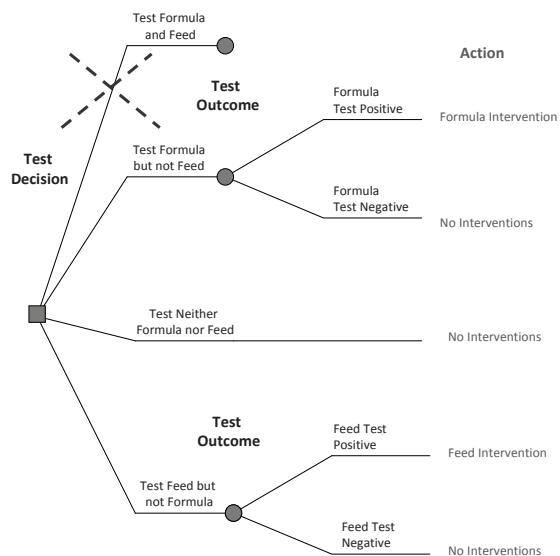 Test Formula
and Feed
Action
Test
Outcome
Formula
Test Positive
Formula Intervention
Test
Decision
Test Formula
but not Feed
Formula
Test Negative
No Interventions
Test Neither
Formula nor Feed
No Interventions
Test
Outcome
Feed Test
Positive
Feed Intervention
Test Feed but
not Formula
Feed Test
Negative
No Interventions